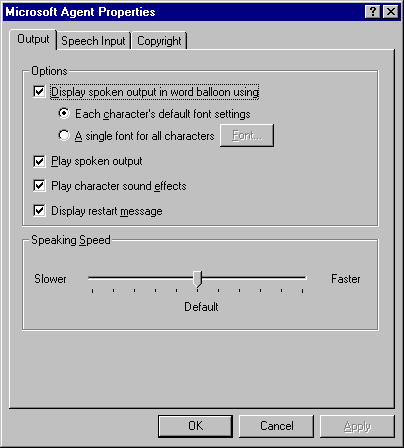 Microsoft Agent Properties
Output Speech Input Copyright
Options
Display spoken output in word balloon using
Each character's default font settings
A single font for all characters Font...
Play spoken output
Play character sound effects
Display restart message
Speaking Speed
Slower Faster
Default
OK Cancel Apply